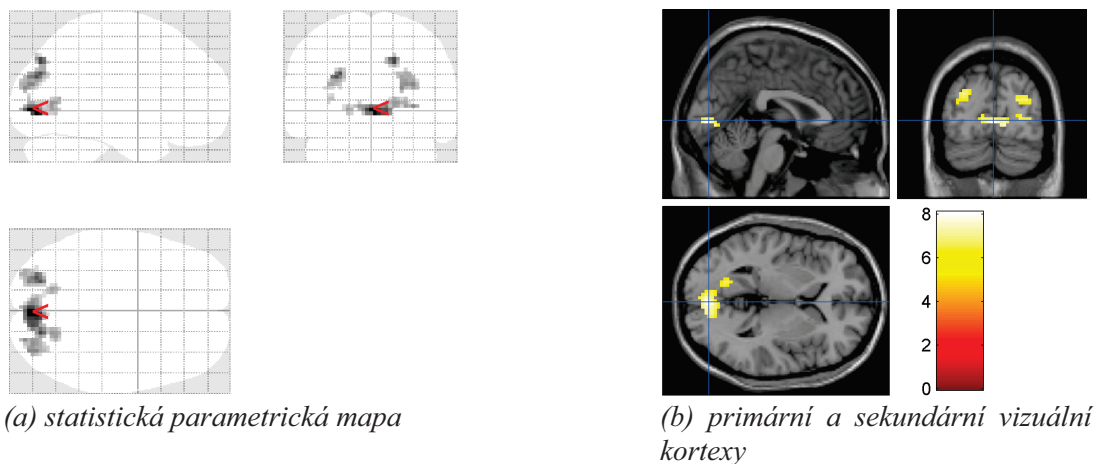 8
6
4
2
0
(a) statistická parametrická mapa
(b) primární a sekundární vizuální
kortexy